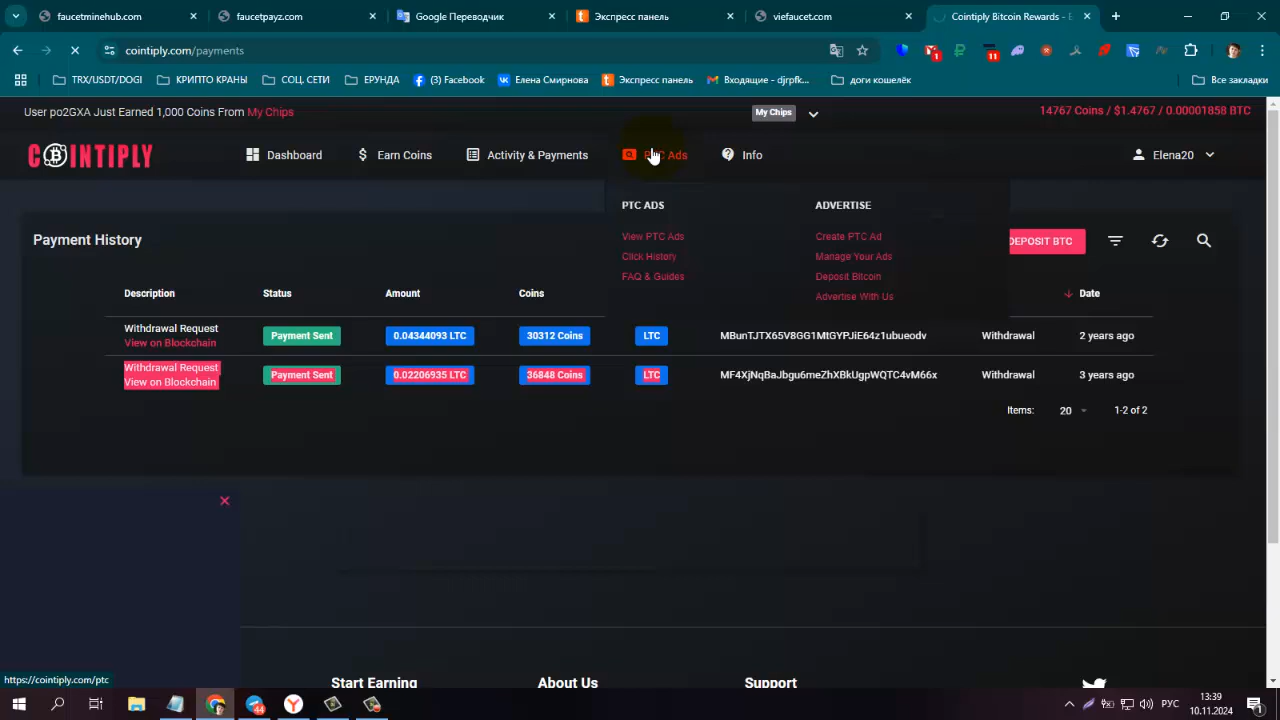 faucetminehub.com
faucetpayz.com
Google Переводчик
Экспресс панель
viefaucet.com
Cointiply Bitcoin Rewards - E
cointiply.com/payments
1
11
TRX/USDT/DOGI
КРИПТО КРАНЫ
СОЦ. СЕТИ
ЕРУНДА
(3) Facebook
Елена Смирнова
Экспресс панель
Входящие - djrpfk...
доги кошелёк
Все закладки
User po2GXA Just Earned 1,000 Coins From My Chips
My Chips
14767 Coins / $1.4767 / 0.00001858 BTC
COINTIPLY
Dashboard
Earn Coins
Activity & Payments
PTC Ads
Info
Elena20
PTC ADS
ADVERTISE
View PTC Ads
Create PTC Ad
Click History
Manage Your Ads
FAQ & Guides
Deposit Bitcoin
Advertise With Us
Payment History
DEPOSIT BTC
Description
Status
Amount
Coins
Date
Withdrawal Request
View on Blockchain
Payment Sent
0.04344093 LTC
30312 Coins
LTC
MBunTJTX65V8GG1MtGYPJiE64z1ubueodv
Withdrawal
2 years ago
Withdrawal Request
View on Blockchain
Payment Sent
0.02206935 LTC
36848 Coins
LTC
MF4XjNqBaJbgu6meZhXBkUgpWQTC4vM66x
Withdrawal
3 years ago
Items:
20
1-2 of 2
Start Earning
About Us
Support
https://cointiply.com/ptc
44
РУС
13:39
10.11.2024
1